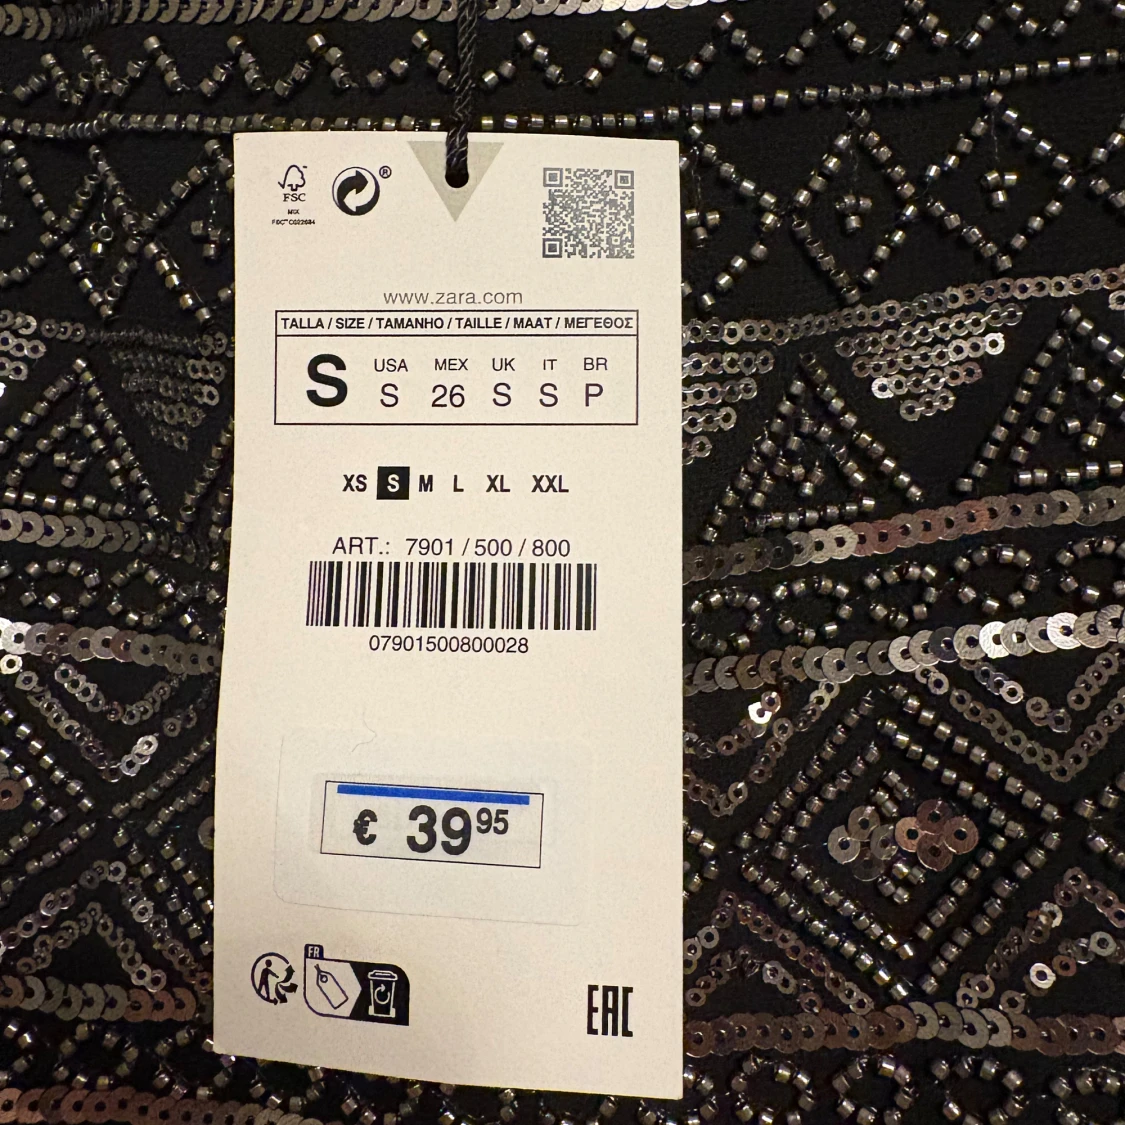 FSC
MIX
www.zara.com
TALLA / SIZE / TAMANHO / TAILLE / MAAT / ΜΕΓΕΘΟΣ
S USA MEX UK IT BR
S 26 S S P
XS S M L XL XXL
ART.: 7901 / 500 / 800
07901500800028
€ 39 95
FR
EAC